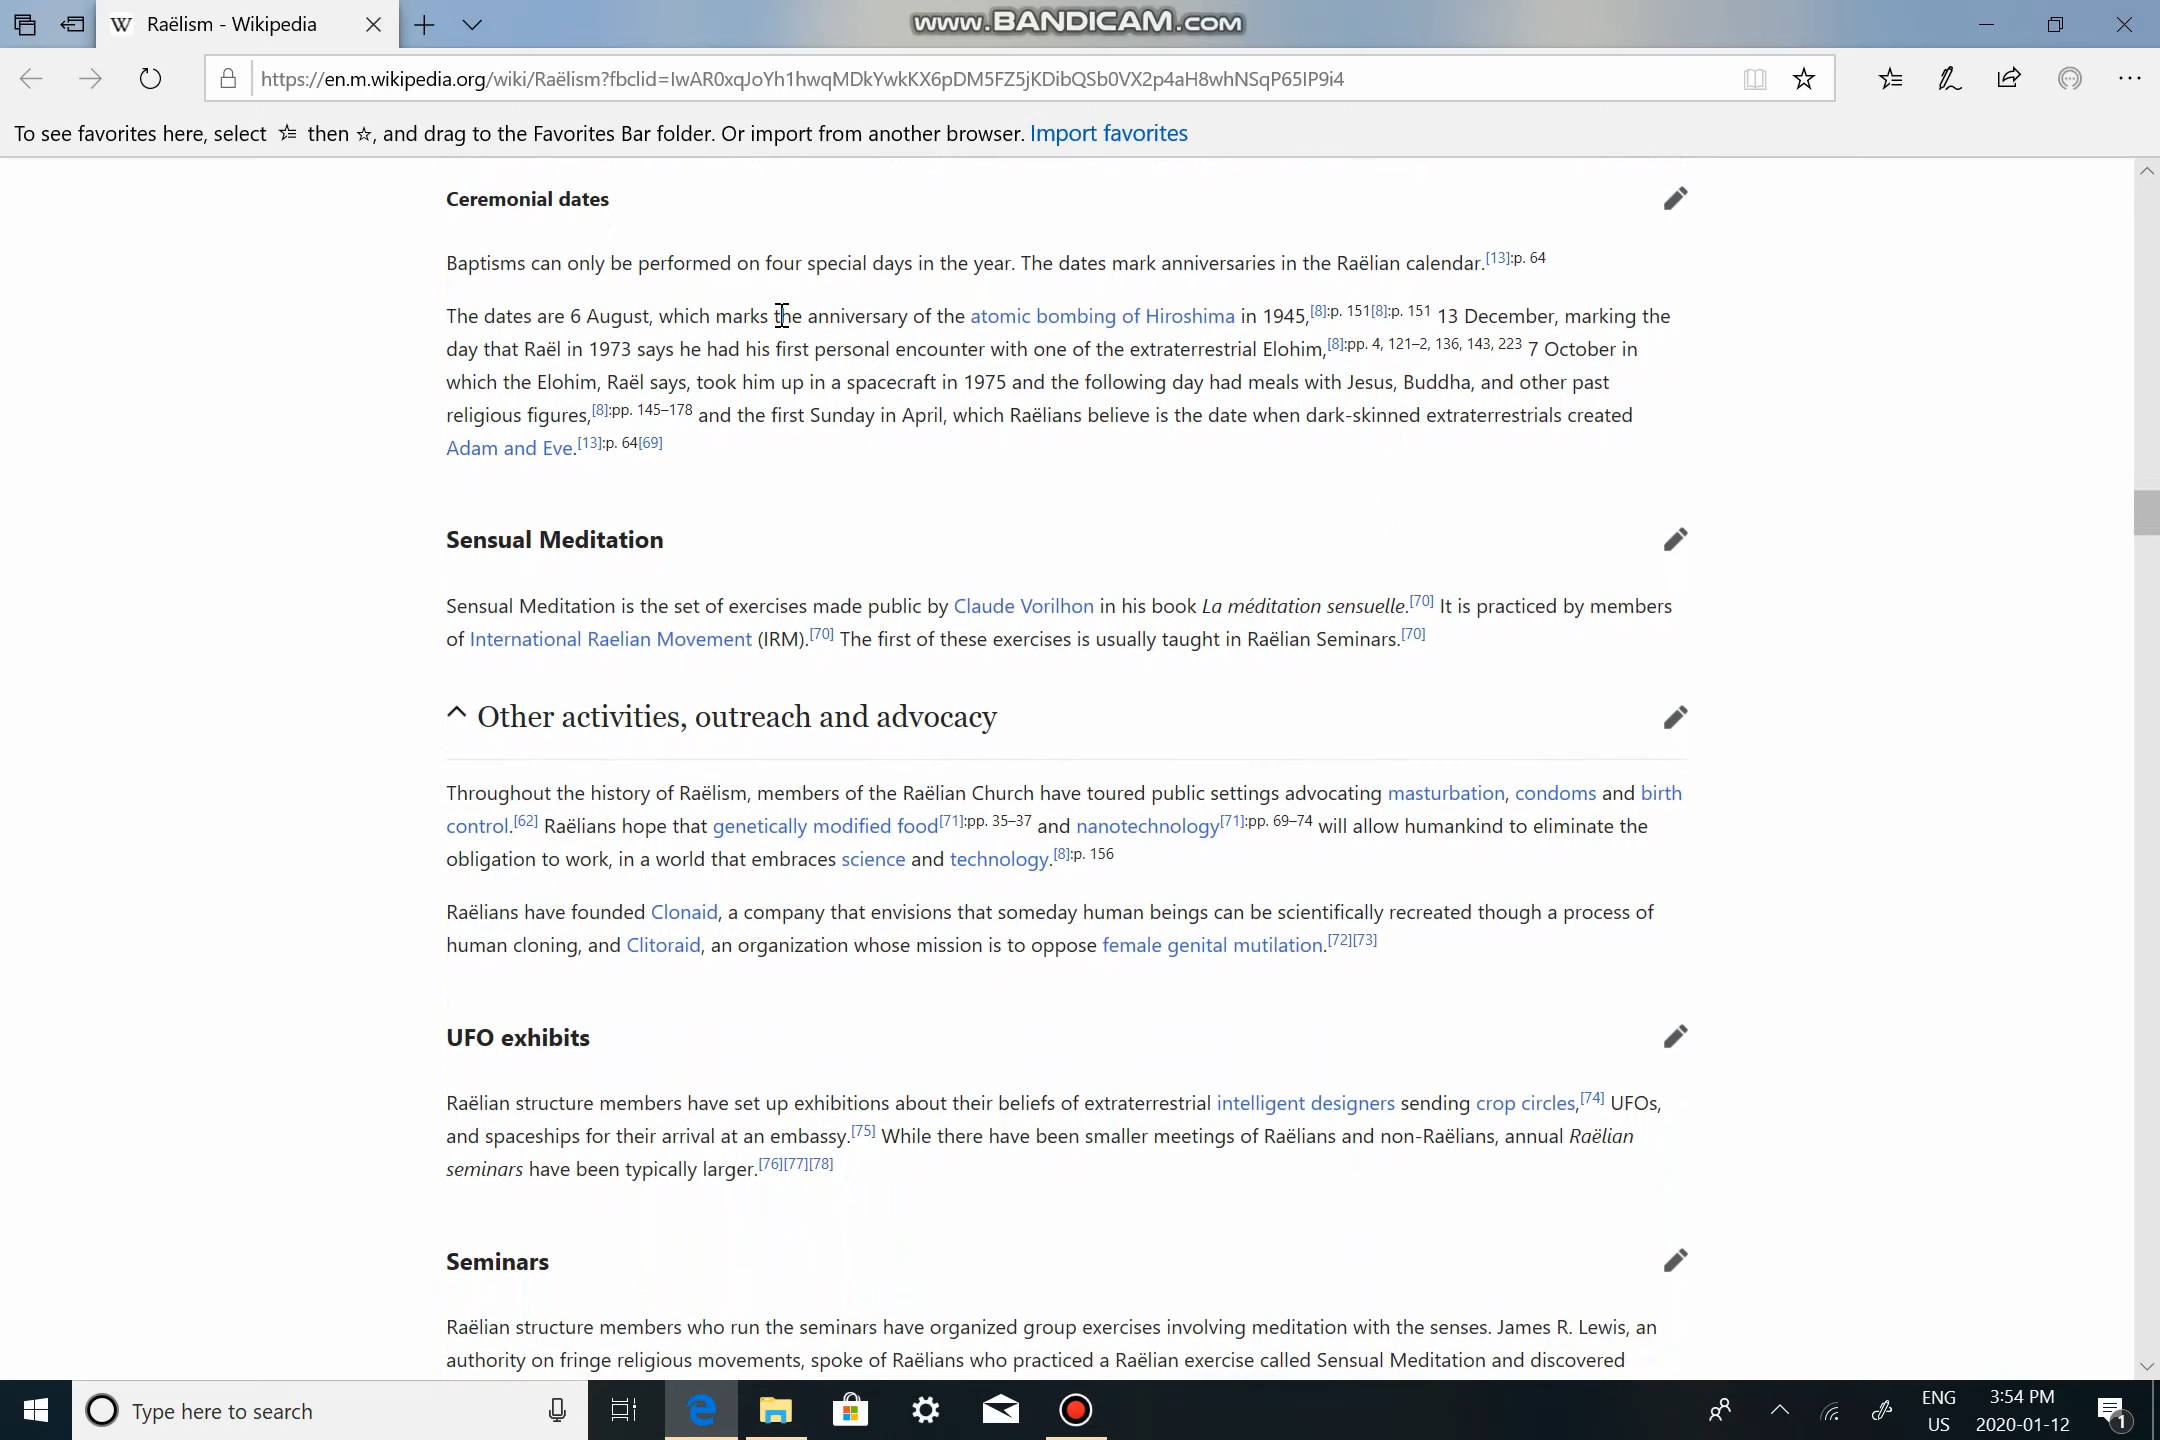 Raëlism - Wikipedia
www.BANDICAM.com
https://en.m.wikipedia.org/wiki/Raëlism?fbclid=IwAR0xqJoYh1hwqMDkYwkKX6pDM5FZ5jKDibQSb0VX2p4aH8whNSqP65IP9i4
To see favorites here, select then ☆, and drag to the Favorites Bar folder. Or import from another browser. Import favorites
Ceremonial dates
Baptisms can only be performed on four special days in the year. The dates mark anniversaries in the Raëlian calendar.[13]:p. 64
The dates are 6 August, which marks the anniversary of the atomic bombing of Hiroshima in 1945,[8]:p. 151[8]:p. 151 13 December, marking the
day that Raël in 1973 says he had his first personal encounter with one of the extraterrestrial Elohim,[8]:pp. 4, 121–2, 136, 143, 223 7 October in
which the Elohim, Raël says, took him up in a spacecraft in 1975 and the following day had meals with Jesus, Buddha, and other past
religious figures,[8]:pp. 145–178 and the first Sunday in April, which Raëlians believe is the date when dark-skinned extraterrestrials created
Adam and Eve.[13]:p. 64[69]
Sensual Meditation
Sensual Meditation is the set of exercises made public by Claude Vorilhon in his book La méditation sensuelle.[70] It is practiced by members
of International Raelian Movement (IRM).[70] The first of these exercises is usually taught in Raëlian Seminars.[70]
Other activities, outreach and advocacy
Throughout the history of Raëlism, members of the Raëlian Church have toured public settings advocating masturbation, condoms and birth
control.[62] Raëlians hope that genetically modified food[71]:pp. 35–37 and nanotechnology[71]:pp. 69–74 will allow humankind to eliminate the
obligation to work, in a world that embraces science and technology.[8]:p. 156
Raëlians have founded Clonaid, a company that envisions that someday human beings can be scientifically recreated though a process of
human cloning, and Clitoraid, an organization whose mission is to oppose female genital mutilation.[72][73]
UFO exhibits
Raëlian structure members have set up exhibitions about their beliefs of extraterrestrial intelligent designers sending crop circles,[74] UFOs,
and spaceships for their arrival at an embassy.[75] While there have been smaller meetings of Raëlians and non-Raëlians, annual Raëlian
seminars have been typically larger.[76][77][78]
Seminars
Raëlian structure members who run the seminars have organized group exercises involving meditation with the senses. James R. Lewis, an
authority on fringe religious movements, spoke of Raëlians who practiced a Raëlian exercise called Sensual Meditation and discovered
Type here to search
ENG
US
3:54 PM
2020-01-12
1